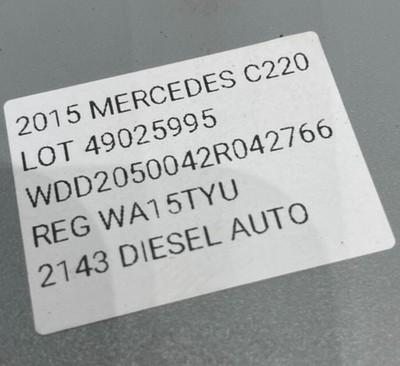 2015 MERCEDES C220
LOT 49025995
WDD2050042R042766
REG WA15TYU
2143 DIESEL AUTO